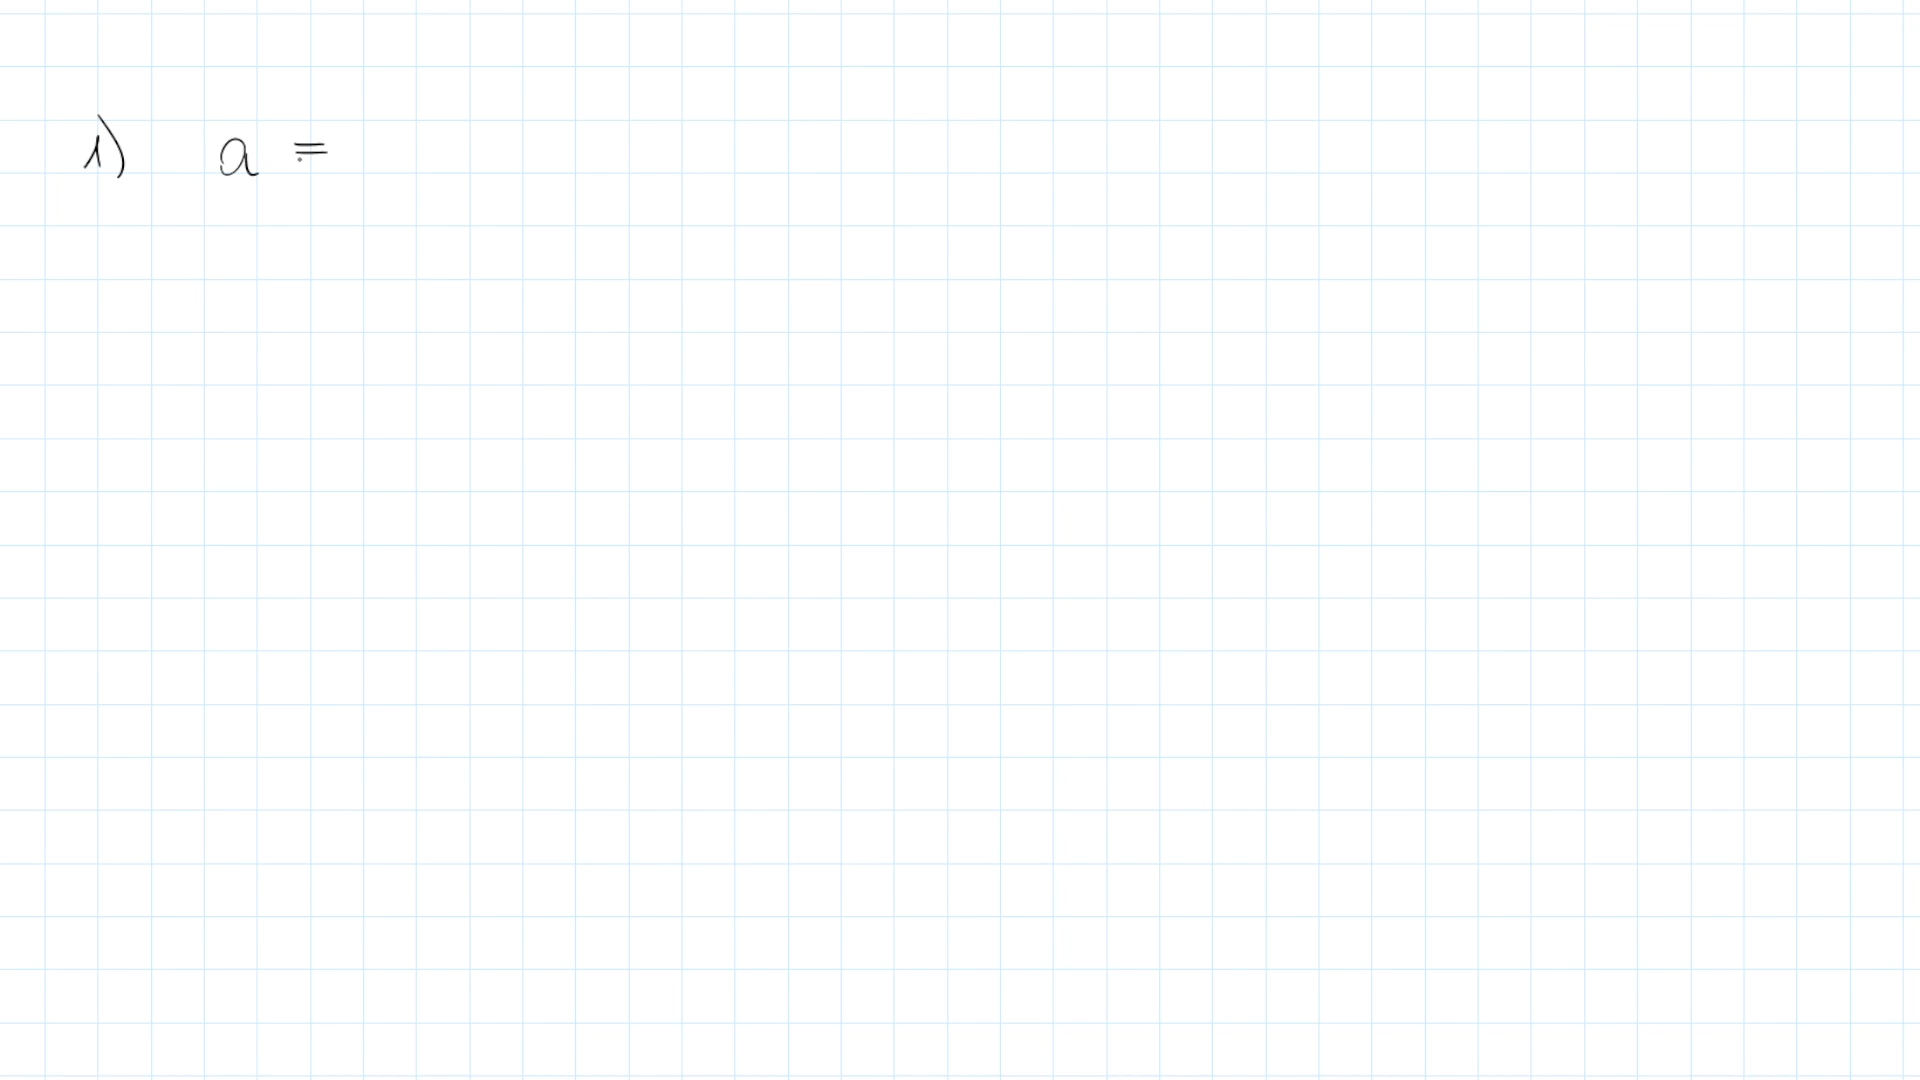 1) a =